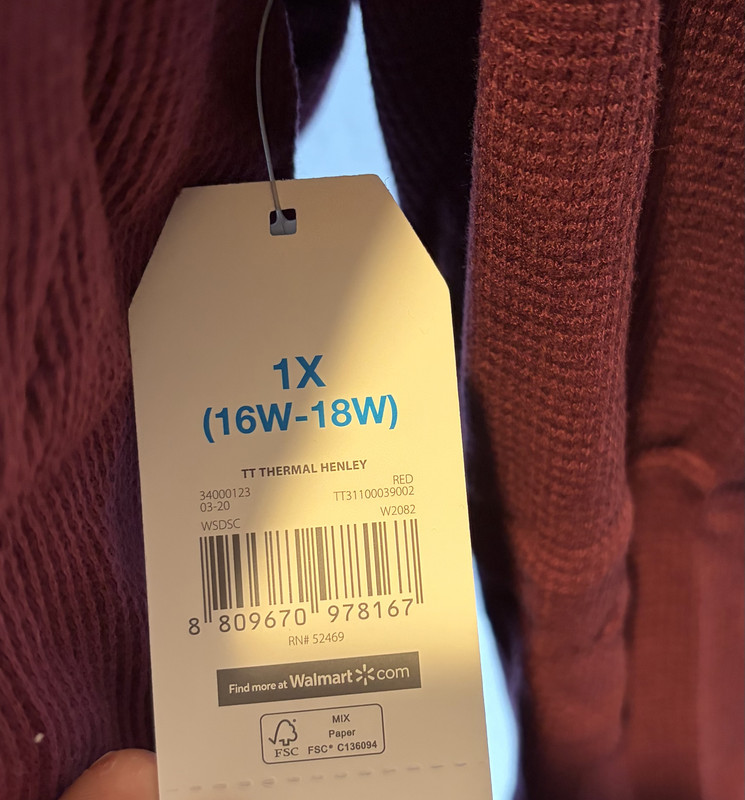 1X
(16W-18W)
TT THERMAL HENLEY
34000123 RED
03-20 TT31100039002
WSDSC W2082
8 809670 978167
RN# 52469
Find more at Walmart.com
FSC
MIX
Paper
FSC® C136094